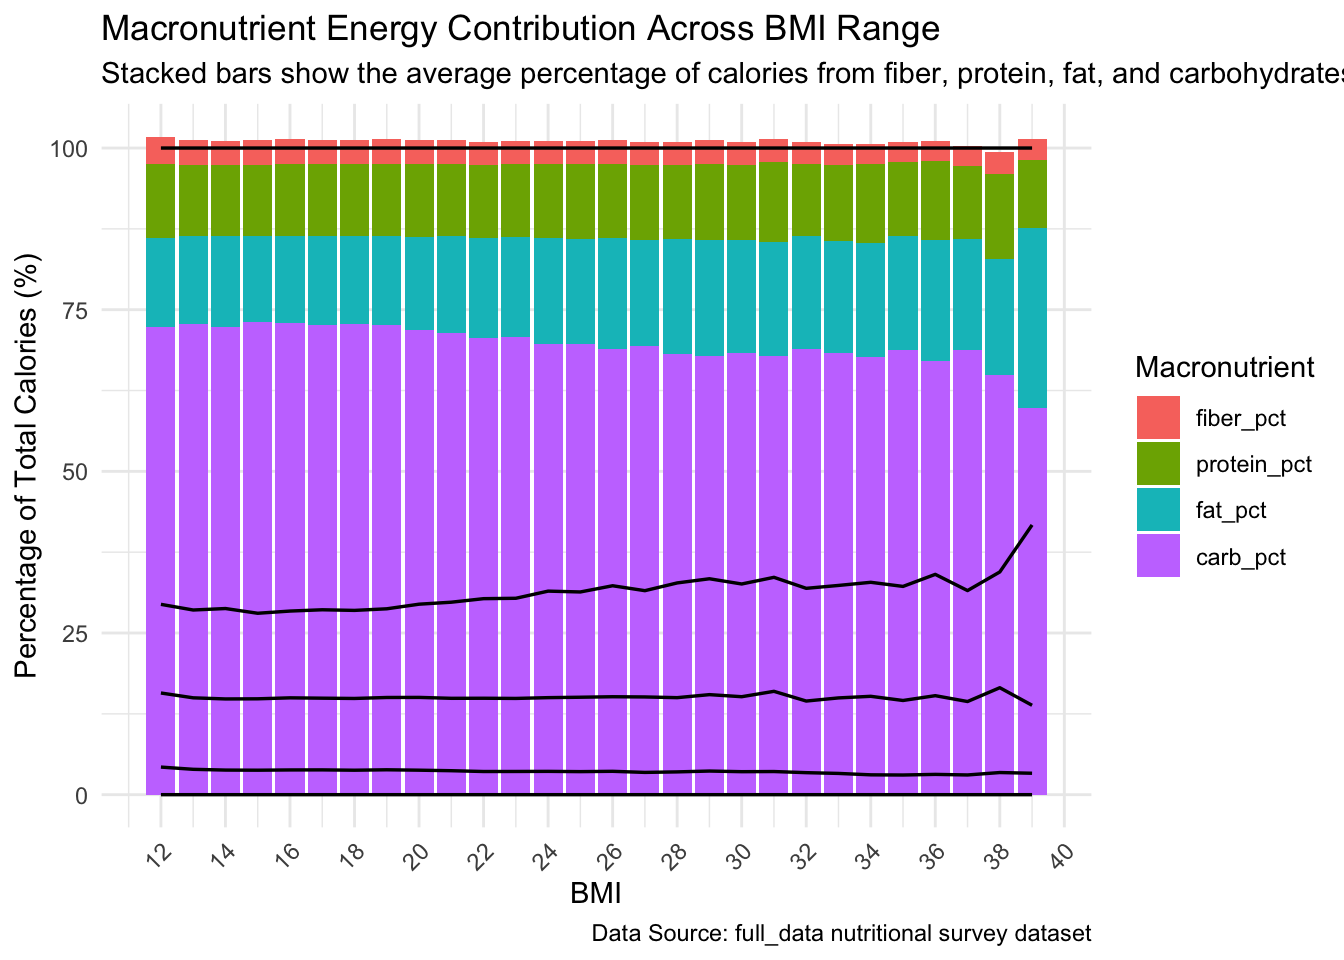 Macronutrient Energy Contribution Across BMI Range
Stacked bars show the average percentage of calories from fiber, protein, fat, and carbohydrates
Percentage of Total Calories (%)
100
75
50
25
0
12
14
16
18
20
22
24
26
28
30
32
34
36
38
40
BMI
Macronutrient
fiber_pct
protein_pct
fat_pct
carb_pct
Data Source: full_data nutritional survey dataset